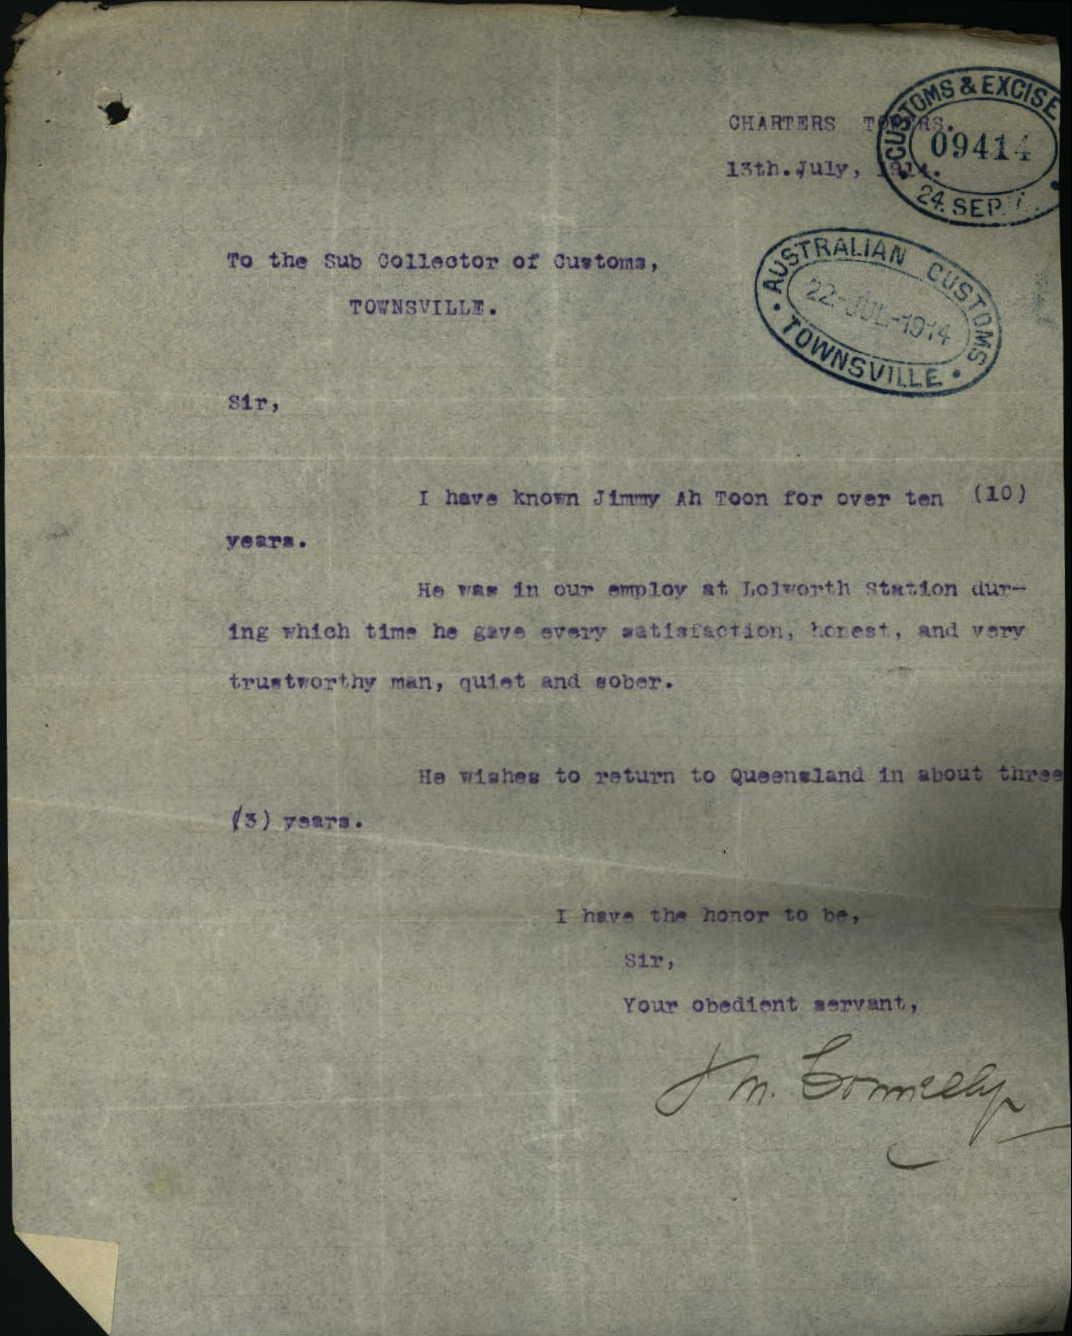 CHARTERS TOWERS.
13th. July, 1914.
CUSTOMS & EXCISE
09414
24. SEP.
To the Sub Collector of Customs,
TOWNSVILLE.
AUSTRALIAN CUSTOMS
22-JUL-1914
TOWNSVILLE
Sir,
I have known Jimmy Ah Toon for over ten (10)
years.
He was in our employ at Lolworth Station dur-
ing which time he gave every satisfaction, honest, and very
trustworthy man, quiet and sober.
He wishes to return to Queensland in about three
(3) years.
I have the honor to be,
Sir,
Your obedient servant,